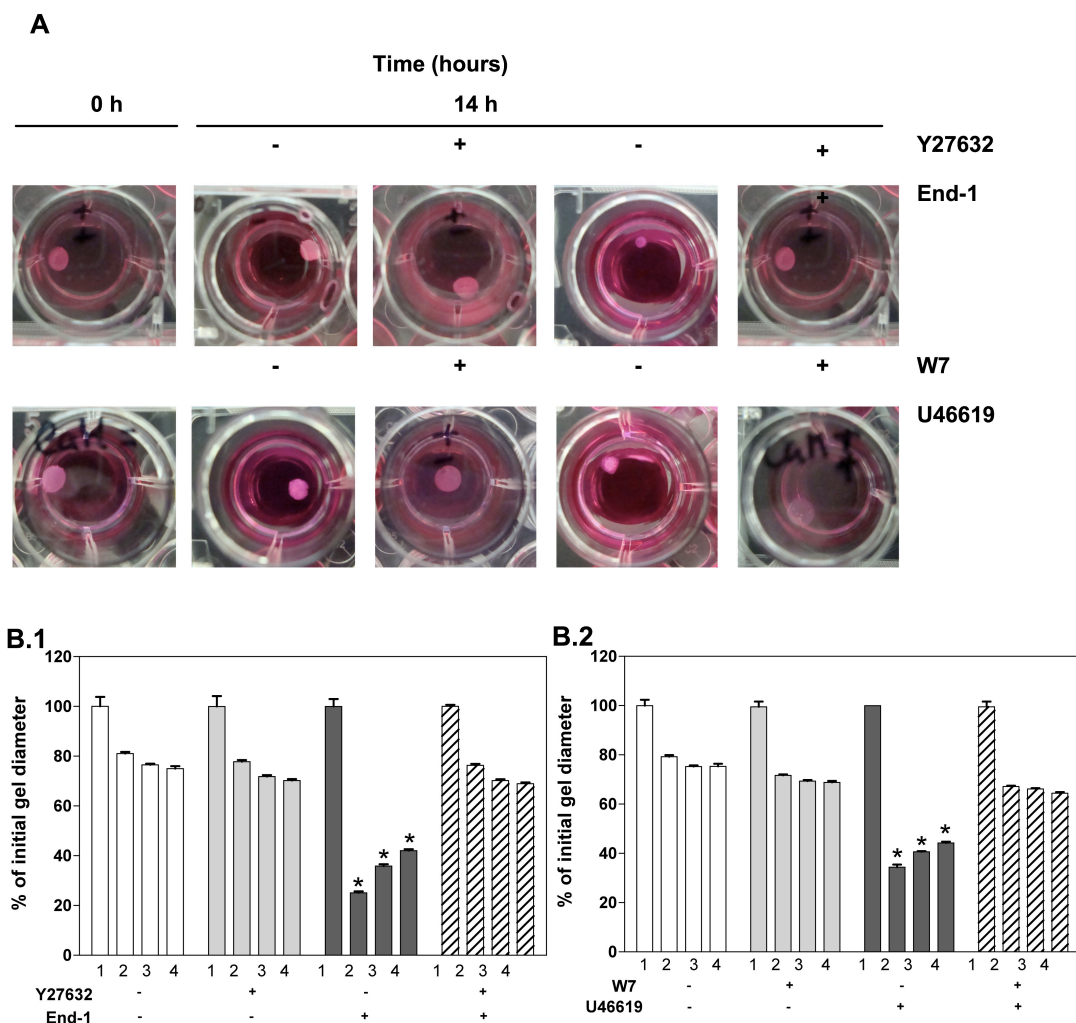 A
Time (hours)
0 h
14 h
- + - + Y27632
+ End-1
- + - + W7
U46619
B.1
B.2
120
100
80
60
40
20
0
% of initial gel diameter
* * *
1 2 3 4 1 2 3 4 1 2 3 4 1 2 3 4
Y27632 - + - +
End-1 - - + +
120
100
80
60
40
20
0
% of initial gel diameter
* * *
1 2 3 4 1 2 3 4 1 2 3 4 1 2 3 4
W7 - + - +
U46619 - - + +